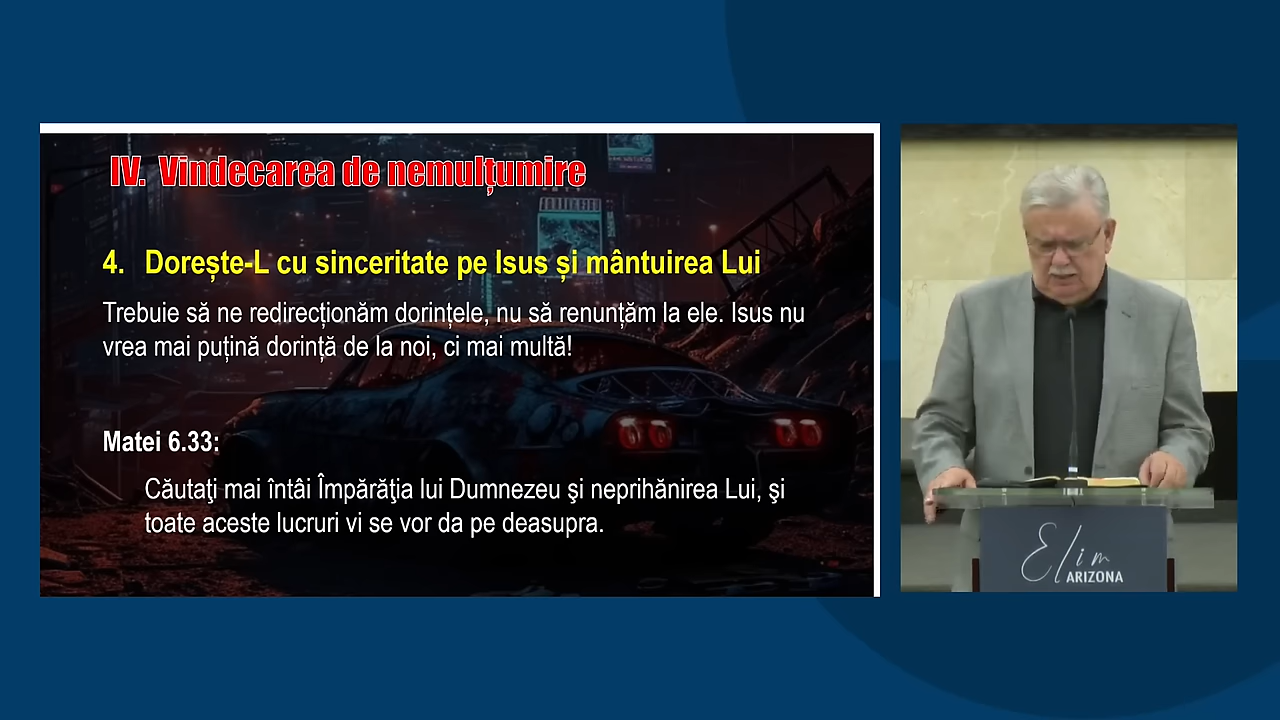 IV. Vindecarea de nemulțumire
4. Dorește-L cu sinceritate pe Isus și mântuirea Lui
Trebuie să ne redirecționăm dorințele, nu să renunțăm la ele. Isus nu
vrea mai puțină dorință de la noi, ci mai multă!
Matei 6.33:
Căutaţi mai întâi Împărăţia lui Dumnezeu şi neprihănirea Lui, şi
toate aceste lucruri vi se vor da pe deasupra.
Elim
ARIZONA